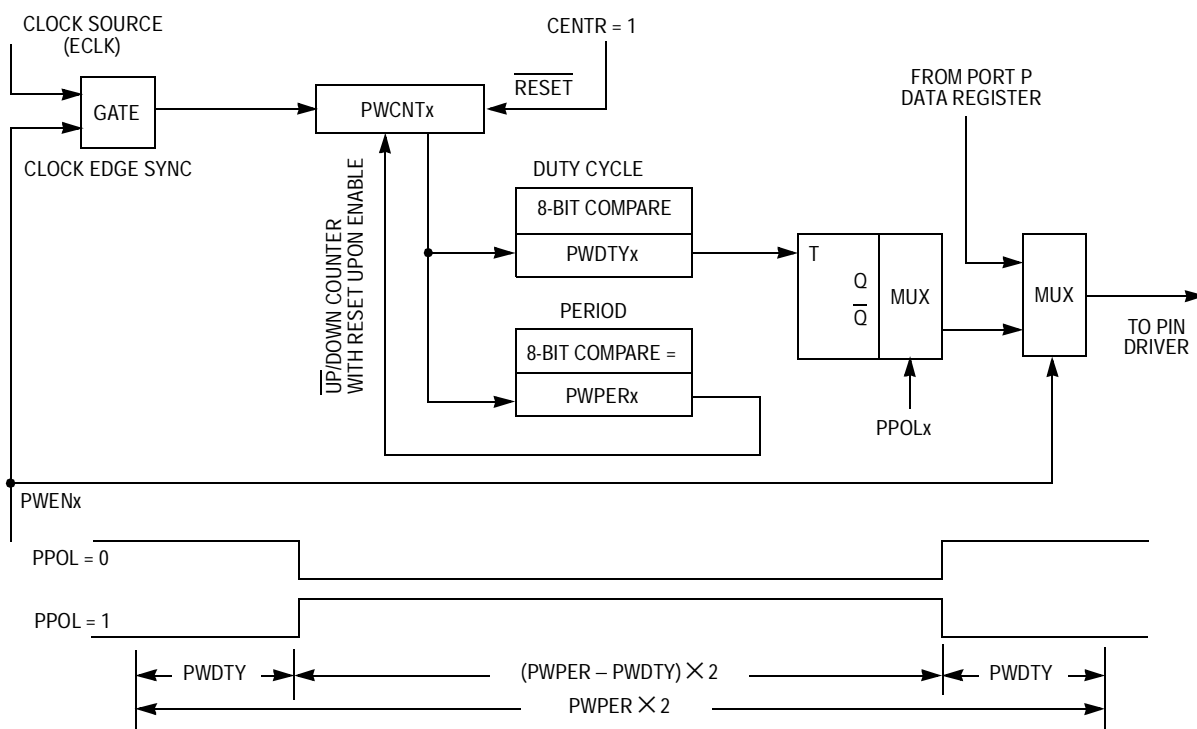 CLOCK SOURCE
(ECLK)
CENTR = 1
RESET
FROM PORT P
DATA REGISTER
GATE
PWCNTx
CLOCK EDGE SYNC
UP/DOWN COUNTER
WITH RESET UPON ENABLE
DUTY CYCLE
8-BIT COMPARE
PWDTYx
T
Q
Q
MUX
MUX
PERIOD
8-BIT COMPARE =
PWPERx
TO PIN
DRIVER
PPOLx
PWENx
PPOL = 0
PPOL = 1
PWDTY
(PWPER – PWDTY) × 2
PWDTY
PWPER × 2